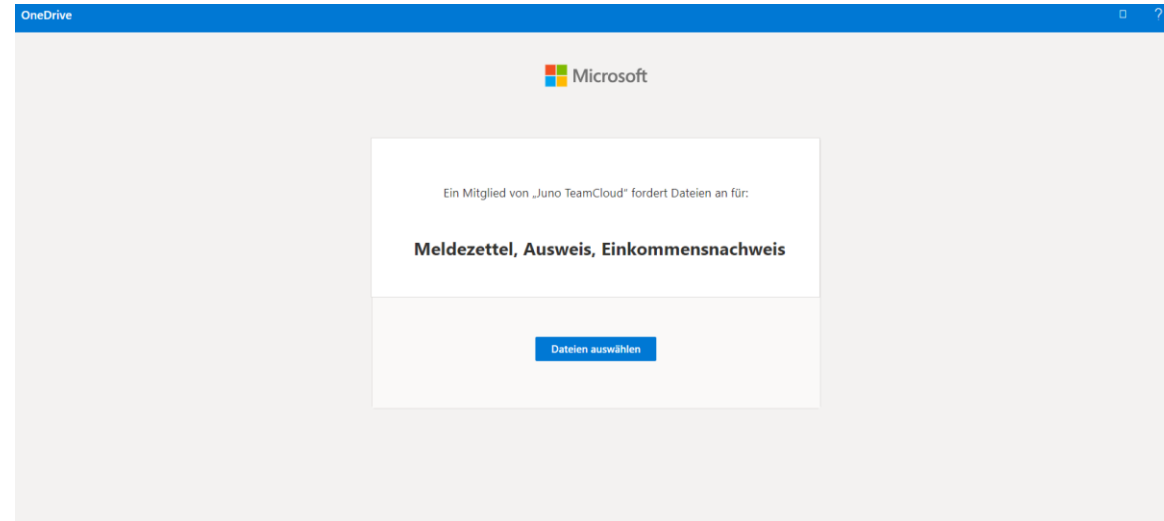 OneDrive ?
Microsoft
Ein Mitglied von „Juno TeamCloud“ fordert Dateien an für:
Meldezettel, Ausweis, Einkommensnachweis
Dateien auswählen